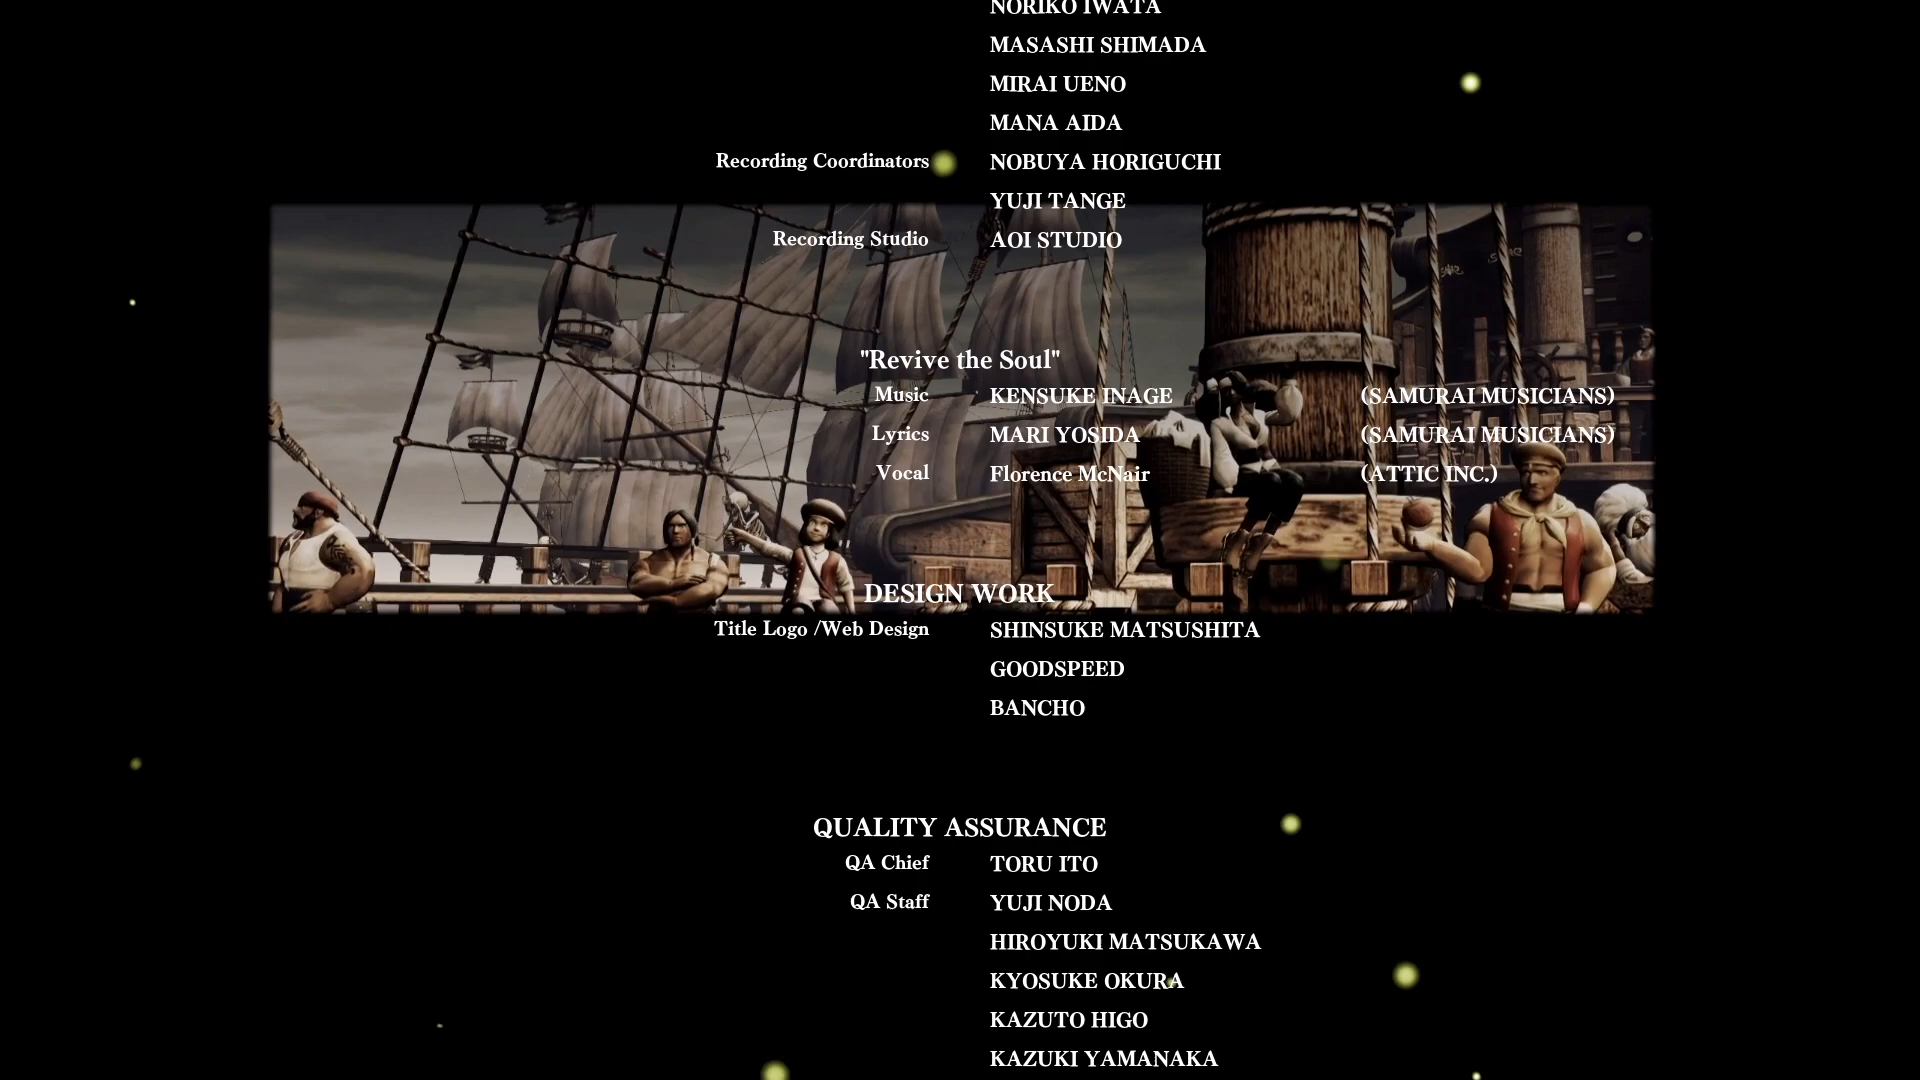 NORIKO IWATA
MASASHI SHIMADA
MIRAI UENO
MANA AIDA
Recording Coordinators NOBUYA HORIGUCHI
YUJI TANGE
Recording Studio AOI STUDIO
"Revive the Soul"
Music KENSUKE INAGE (SAMURAI MUSICIANS)
Lyrics MARI YOSIDA (SAMURAI MUSICIANS)
Vocal Florence McNair (ATTIC INC.)
DESIGN WORK
Title Logo /Web Design SHINSUKE MATSUSHITA
GOODSPEED
BANCHO
QUALITY ASSURANCE
QA Chief TORU ITO
QA Staff YUJI NODA
HIROYUKI MATSUKAWA
KYOSUKE OKURA
KAZUTO HIGO
KAZUKI YAMANAKA